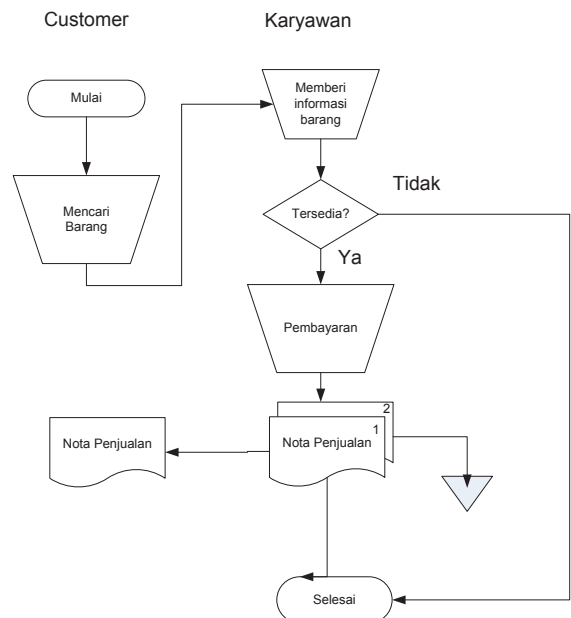 Customer
Karyawan
Mulai
Memberi
informasi
barang
Mencari
Barang
Tersedia?
Tidak
Ya
Pembayaran
2
1
Nota Penjualan
Nota Penjualan
Selesai